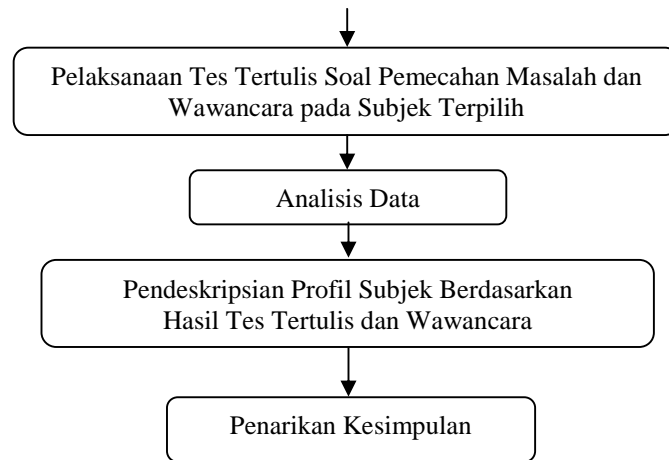 Pelaksanaan Tes Tertulis Soal Pemecahan Masalah dan
Wawancara pada Subjek Terpilih
Analisis Data
Pendeskripsian Profil Subjek Berdasarkan
Hasil Tes Tertulis dan Wawancara
Penarikan Kesimpulan